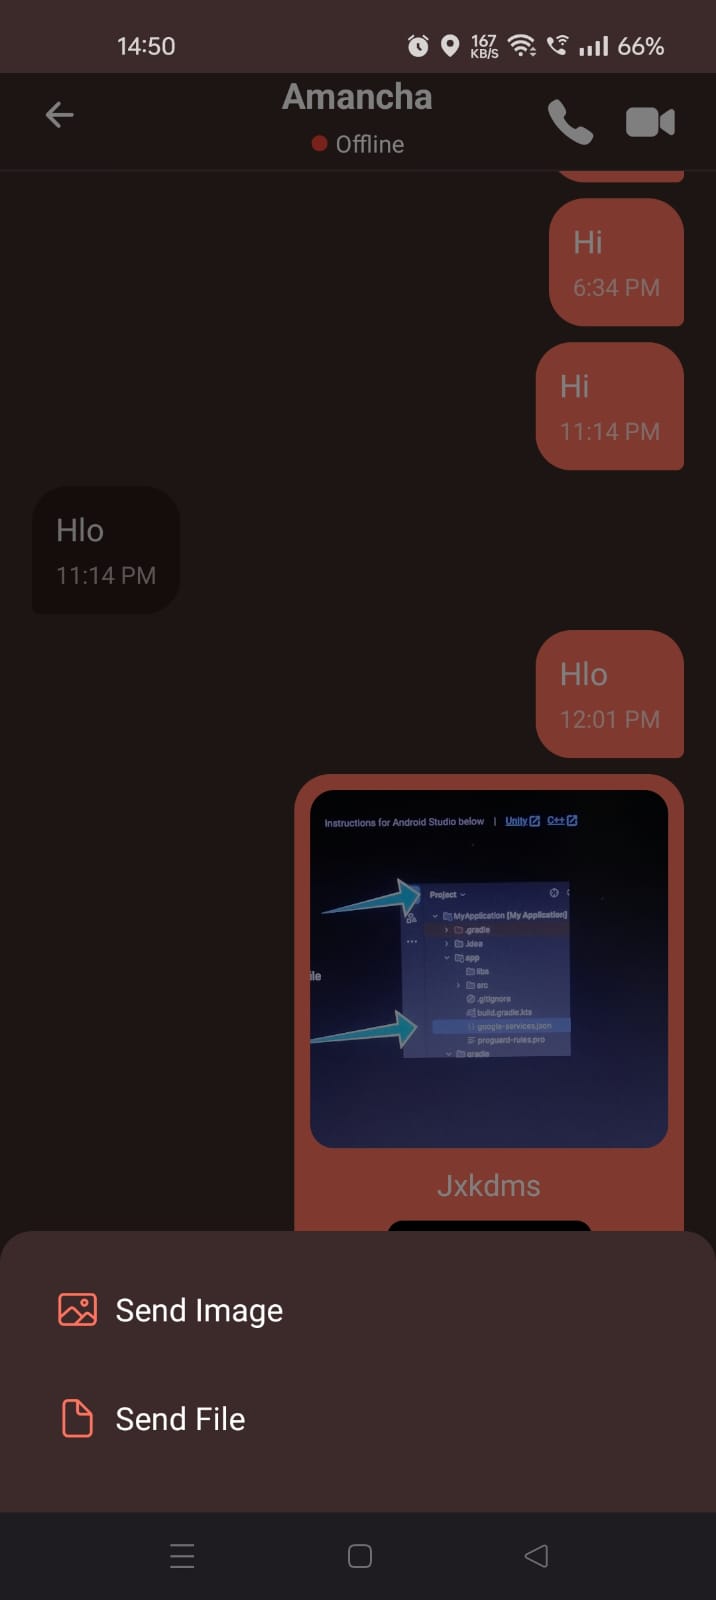 14:50
167
KB/S
66%
Amancha
Offline
Hi
6:34 PM
Hi
11:14 PM
Hlo
11:14 PM
Hlo
12:01 PM
Instructions for Android Studio below | Unity C++
Project
MyApplication [My Application]
.gradle
.idea
app
libs
src
.gitignore
build.gradle.kts
google-services.json
proguard-rules.pro
gradle
Jxkdms
Send Image
Send File